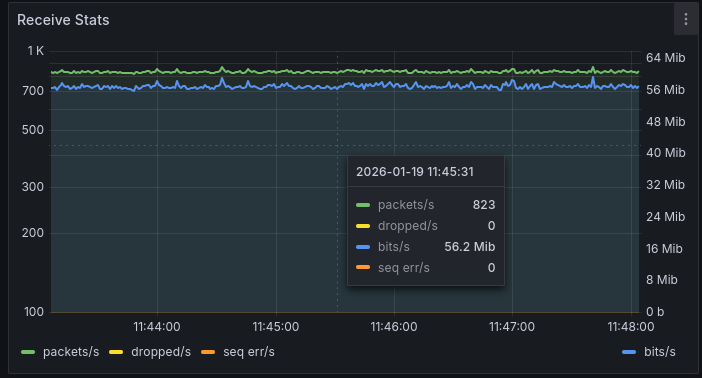 Receive Stats
1 K
700
500
300
200
100
64 Mib
56 Mib
48 Mib
40 Mib
32 Mib
24 Mib
16 Mib
8 Mib
0 b
2026-01-19 11:45:31
packets/s 823
dropped/s 0
bits/s 56.2 Mib
seq err/s 0
11:44:00 11:45:00 11:46:00 11:47:00 11:48:00
packets/s dropped/s seq err/s bits/s